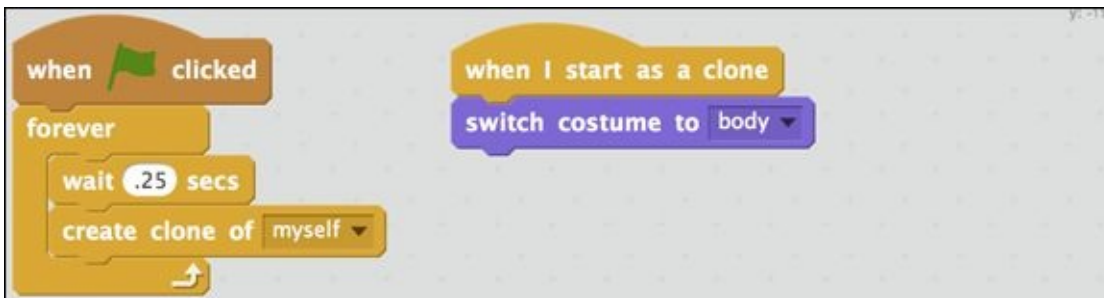 when clicked
forever
wait .25 secs
create clone of myself
when I start as a clone
switch costume to body